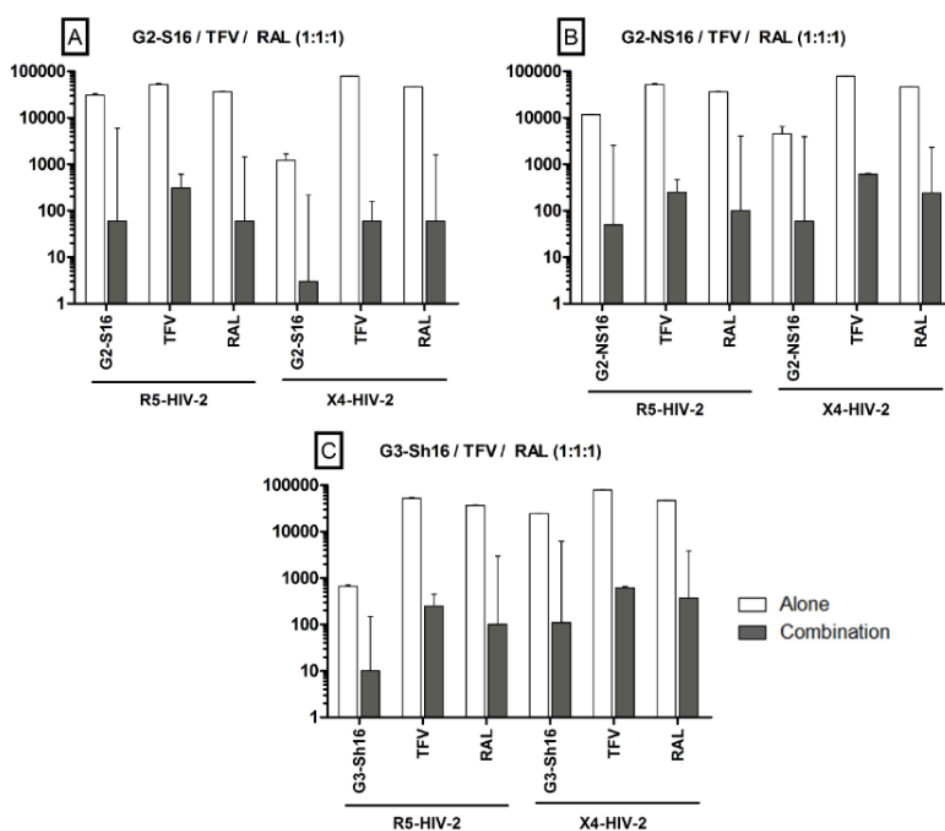 A
G2-S16 / TFV / RAL (1:1:1)
100000
10000
1000
100
10
1
G2-S16
TFV
RAL
G2-S16
TFV
RAL
R5-HIV-2
X4-HIV-2
B
G2-NS16 / TFV / RAL (1:1:1)
100000
10000
1000
100
10
1
G2-NS16
TFV
RAL
G2-NS16
TFV
RAL
R5-HIV-2
X4-HIV-2
C
G3-Sh16 / TFV / RAL (1:1:1)
100000
10000
1000
100
10
1
G3-Sh16
TFV
RAL
G3-Sh16
TFV
RAL
R5-HIV-2
X4-HIV-2
Alone
Combination